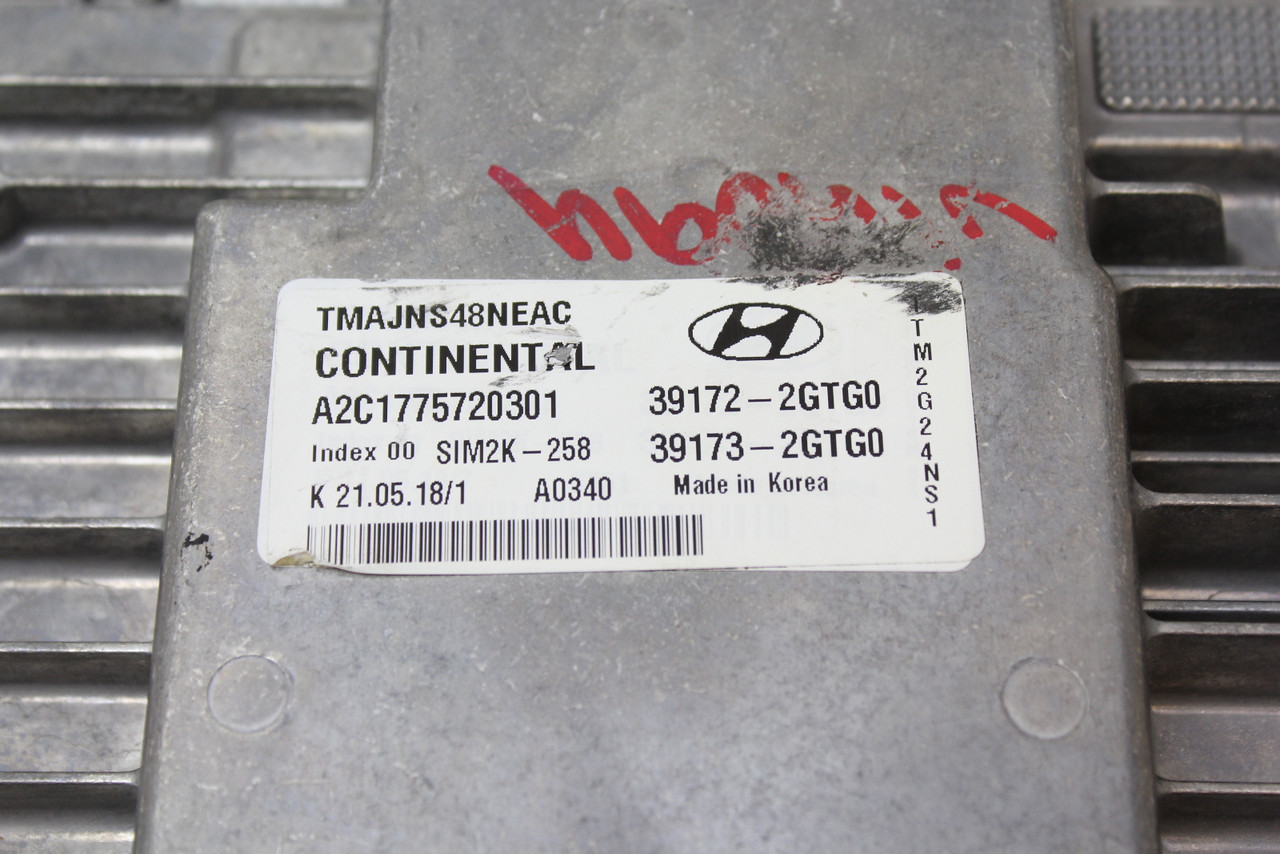 TMAJNS48NEAC
CONTINENTAL
A2C1775720301
39172-2GTG0
Index 00 SIM2K-258
39173-2GTG0
K 21.05.18/1 A0340 Made in Korea
TM2G24NS1